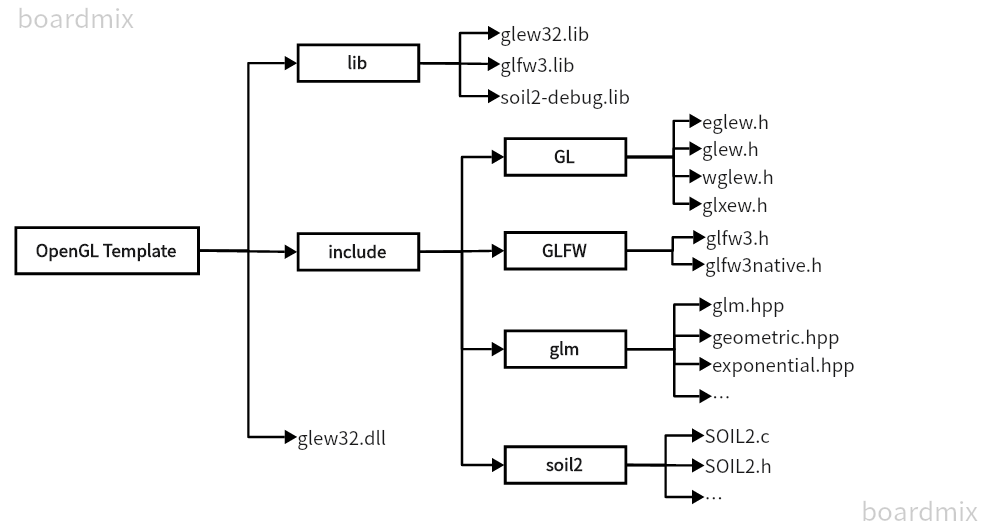 boardmix
glew32.lib
lib
glfw3.lib
soil2-debug.lib
eglew.h
GL
glew.h
wglew.h
glxew.h
OpenGL Template
include
GLFW
glfw3.h
glfw3native.h
glm.hpp
glm
geometric.hpp
exponential.hpp
...
glew32.dll
SOIL2.c
soil2
SOIL2.h
...
boardmix